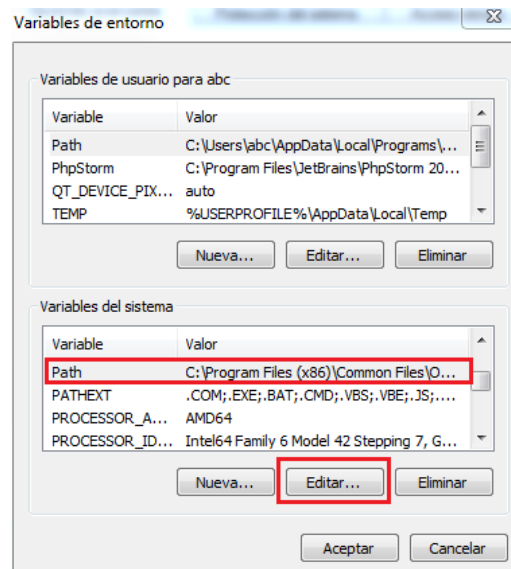 Variables de entorno
Variables de usuario para abc
Variable Valor
Path C:\Users\abc\AppData\Local\Programs\...
PhpStorm C:\Program Files\JetBrains\PhpStorm 20...
QT_DEVICE_PIX... auto
TEMP %USERPROFILE%\AppData\Local\Temp
Nueva... Editar... Eliminar
Variables del sistema
Variable Valor
Path C:\Program Files (x86)\Common Files\O...
PATHEXT .COM;.EXE;.BAT;.CMD;.VBS;.VBE;.JS;....
PROCESSOR_A... AMD64
PROCESSOR_ID... Intel64 Family 6 Model 42 Stepping 7, G...
Nueva... Editar... Eliminar
Aceptar Cancelar